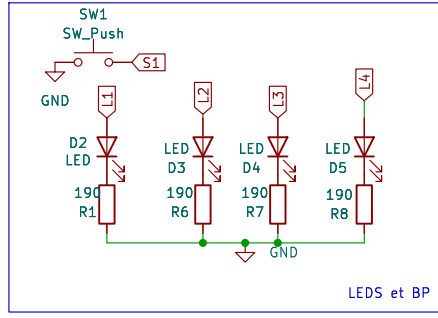 SW1
SW_Push
S1
GND
L1
L2
L3
L4
D2
LED
LED
D3
LED
D4
LED
D5
190
R1
190
R6
190
R7
190
R8
GND
LEDS et BP